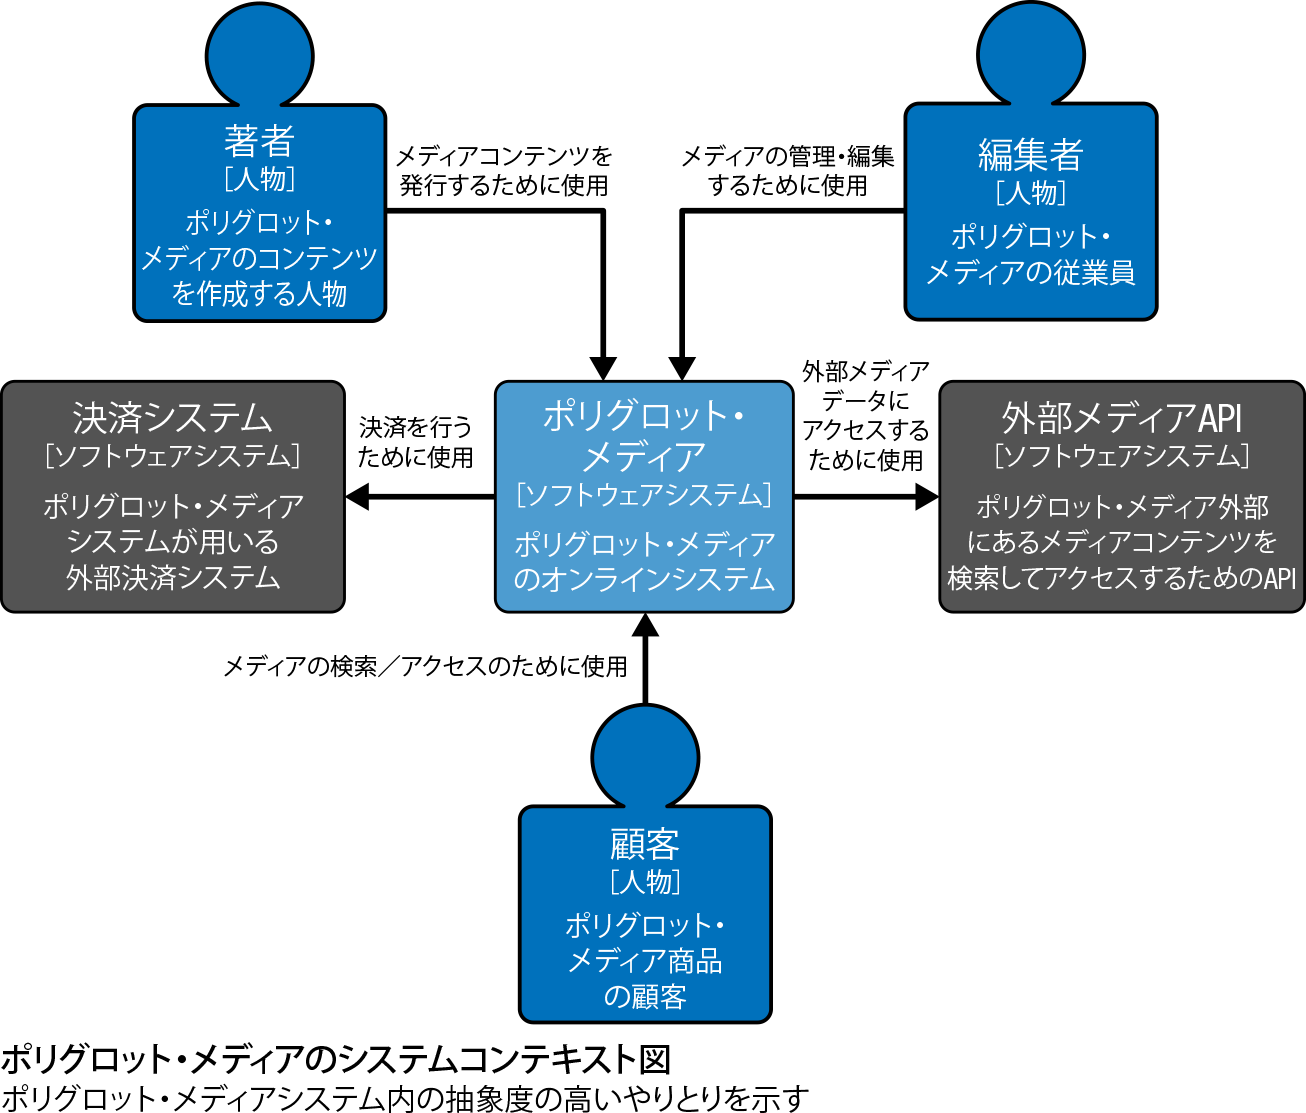 著者
［人物］
ポリグロット・
メディアのコンテンツ
を作成する人物
メディアコンテンツを
発行するために使用
メディアの管理・編集
するために使用
編集者
［人物］
ポリグロット・
メディアの従業員
決済システム
［ソフトウェアシステム］
ポリグロット・メディア
システムが用いる
外部決済システム
決済を行う
ために使用
ポリグロット・
メディア
［ソフトウェアシステム］
ポリグロット・メディア
のオンラインシステム
外部メディア
データに
アクセスする
ために使用
外部メディアAPI
［ソフトウェアシステム］
ポリグロット・メディア外部
にあるメディアコンテンツを
検索してアクセスするためのAPI
メディアの検索／アクセスのために使用
顧客
［人物］
ポリグロット・
メディア商品
の顧客
ポリグロット・メディアのシステムコンテキスト図
ポリグロット・メディアシステム内の抽象度の高いやりとりを示す